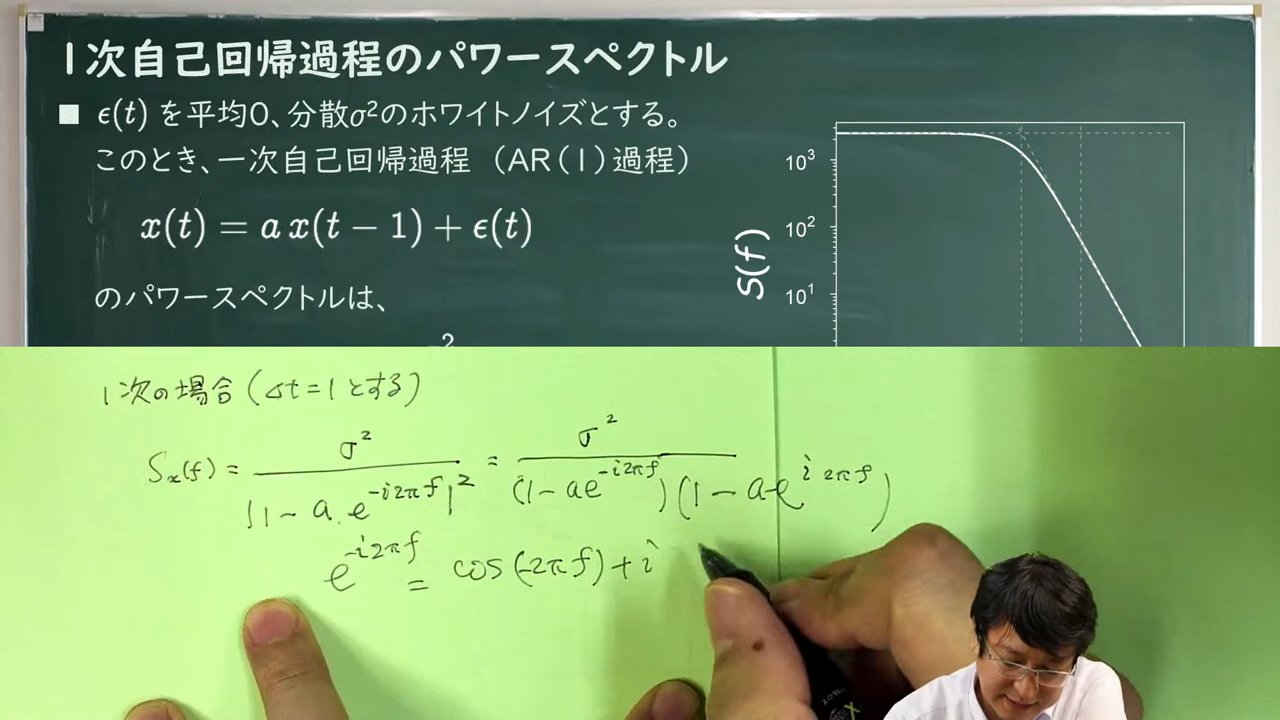 1次自己回帰過程のパワースペクトル
■ ϵ(t) を平均0、分散σ²のホワイトノイズとする。
このとき、一次自己回帰過程 (AR(1)過程)
x(t) = a x(t − 1) + ϵ(t)
のパワースペクトルは、
S(f)
10³
10²
10¹
1次の場合 (Δt=1とする)
Sx(f) = σ² / |1 - a・e^{-i2πf}|² = σ² / (1 - ae^{-i2πf})(1 - ae^{i2πf})
e^{-i2πf} = cos(-2πf) + i